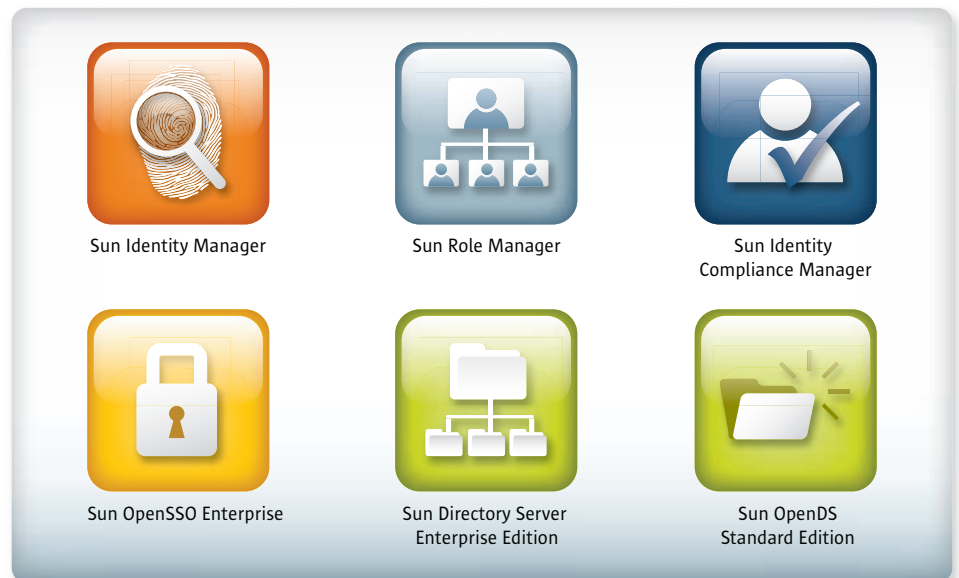 Sun Identity Manager
Sun Role Manager
Sun Identity
Compliance Manager
Sun OpenSSO Enterprise
Sun Directory Server
Enterprise Edition
Sun OpenDS
Standard Edition